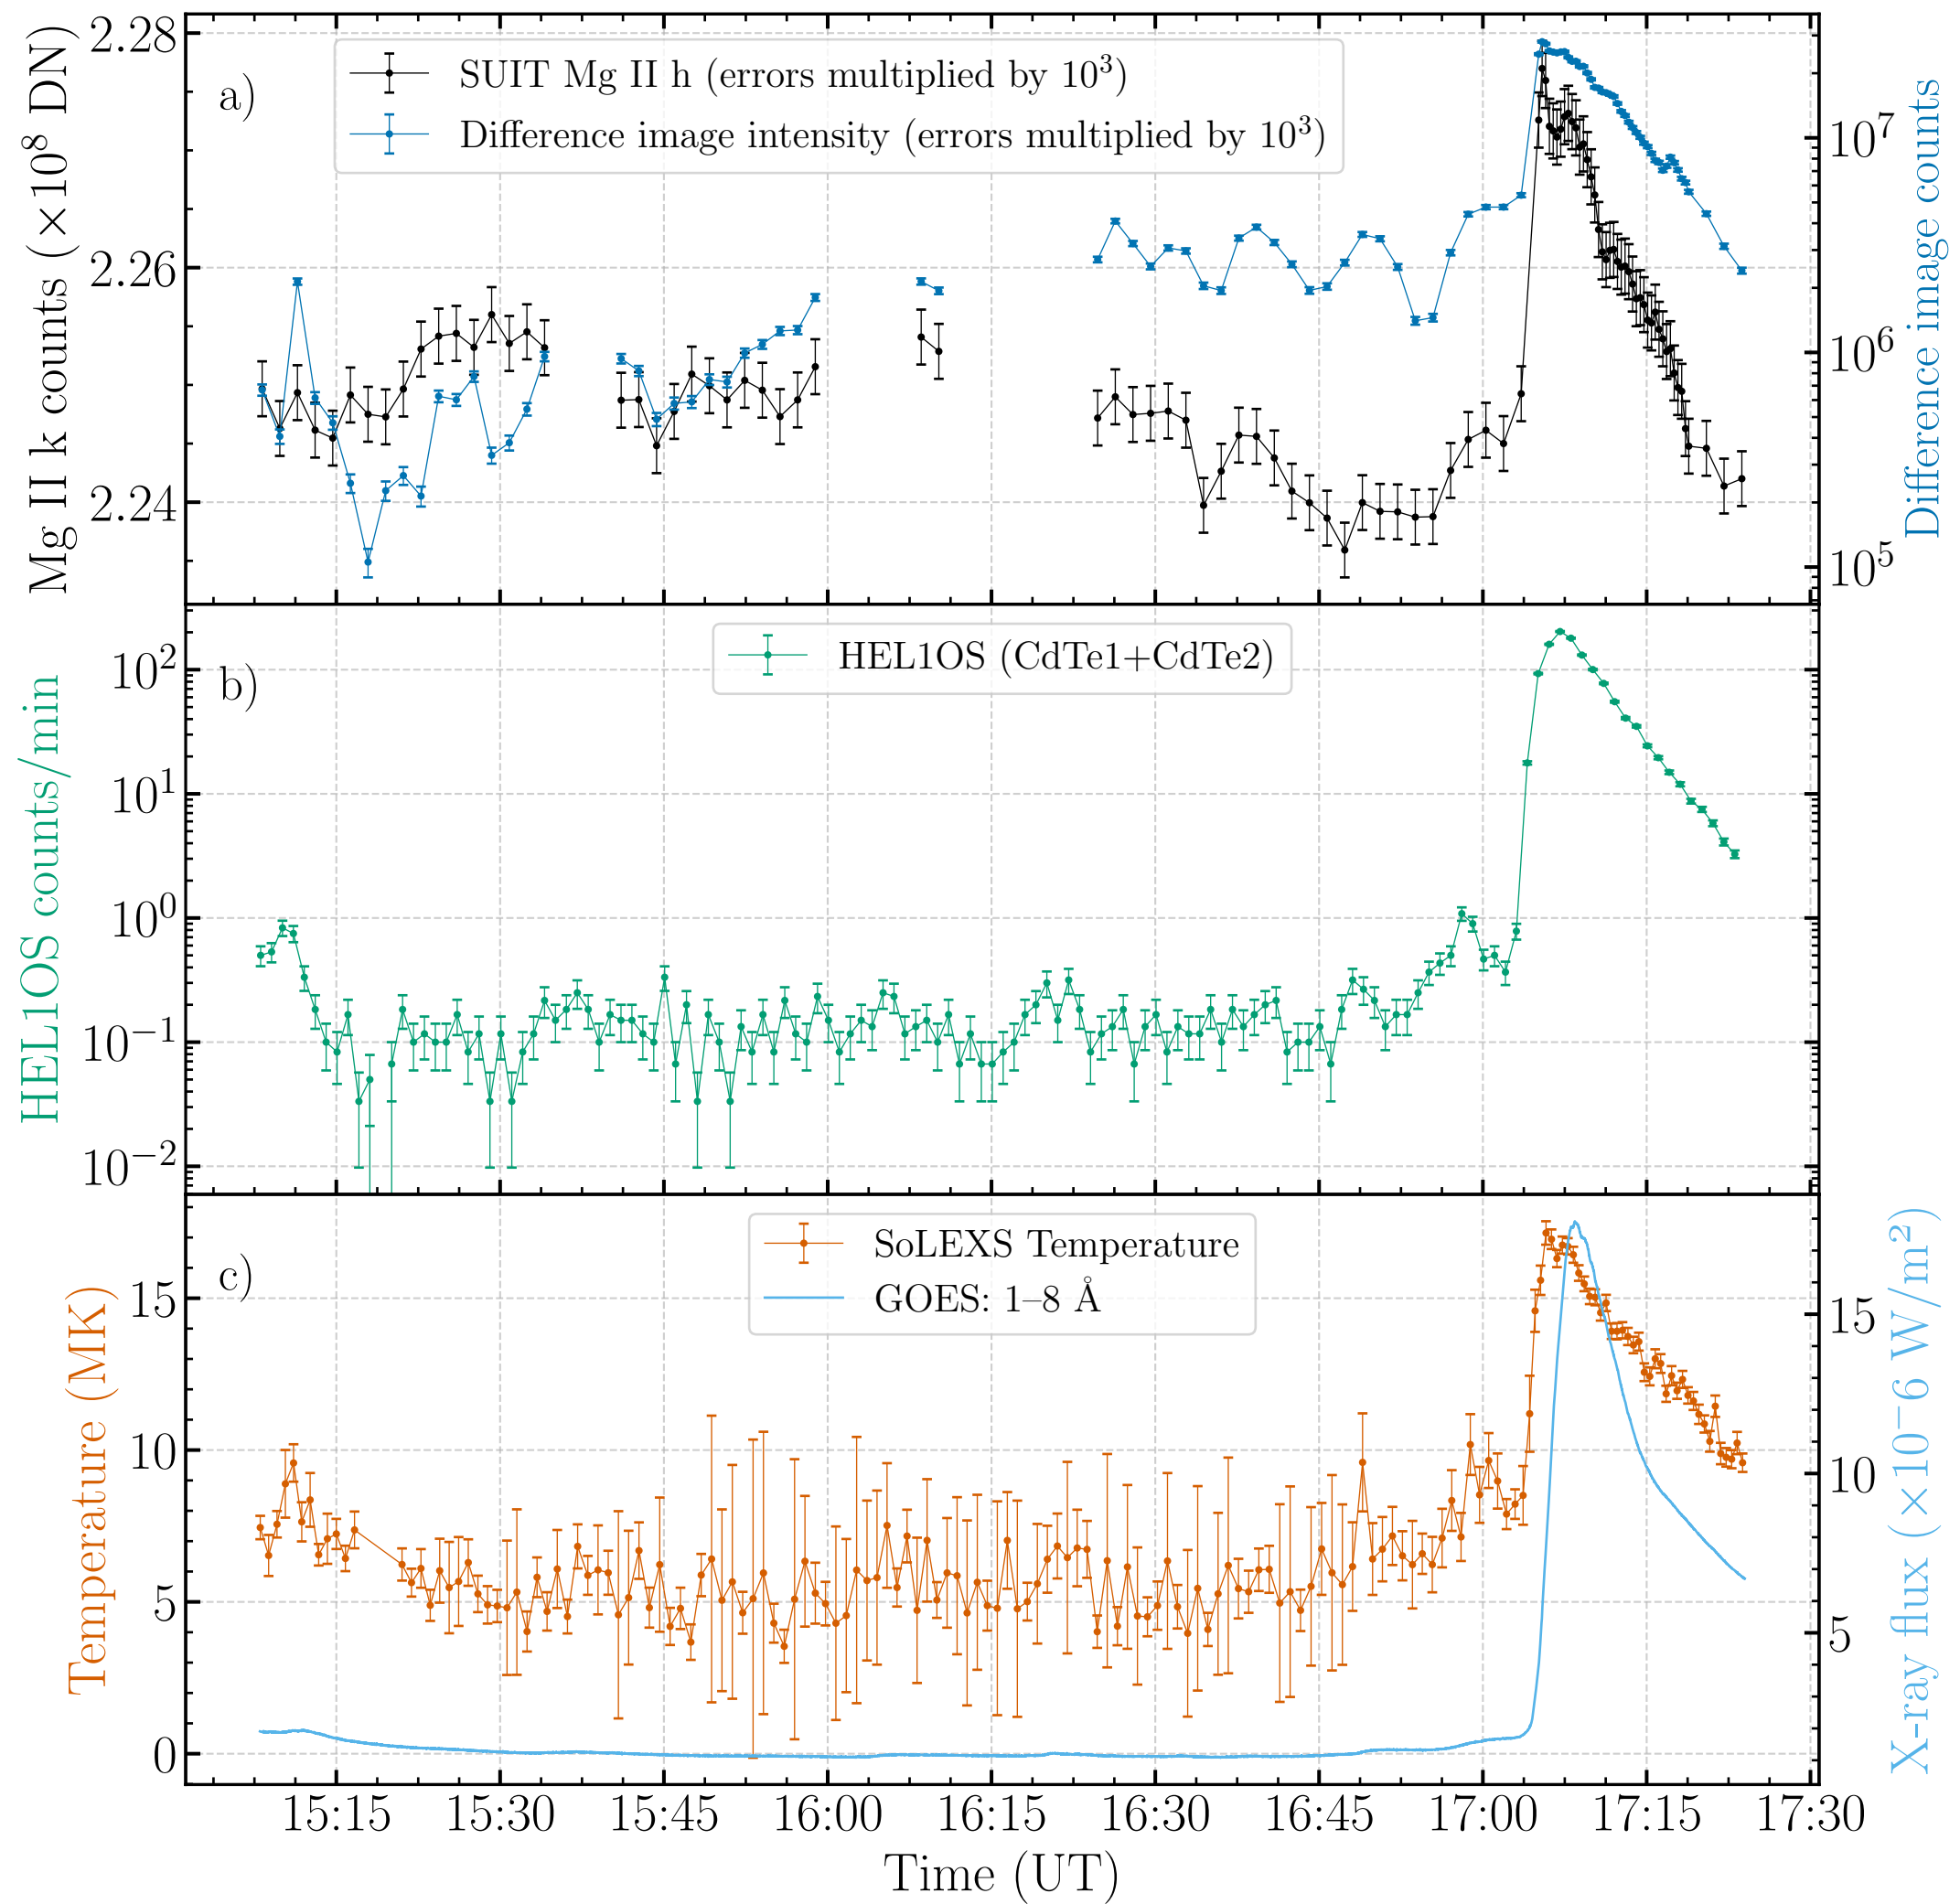 a)
SUIT Mg II h (errors multiplied by 10³)
Difference image intensity (errors multiplied by 10³)
Mg II k counts (×10⁸ DN)
2.28
2.26
2.24
Difference image counts
10⁷
10⁶
10⁵
b)
HEL1OS (CdTe1+CdTe2)
HEL1OS counts/min
10²
10¹
10⁰
10⁻¹
10⁻²
c)
SoLEXS Temperature
GOES: 1–8 Å
Temperature (MK)
15
10
5
0
X-ray flux (×10⁻6 W/m²)
15
10
5
15:15 15:30 15:45 16:00 16:15 16:30 16:45 17:00 17:15 17:30
Time (UT)